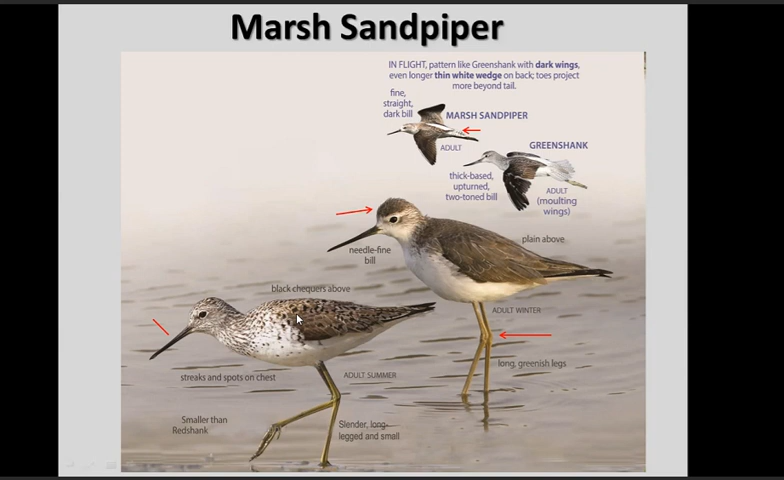 Marsh Sandpiper
IN FLIGHT, pattern like Greenshank with dark wings,
even longer thin white wedge on back; toes project
more beyond tail.
fine,
straight,
dark bill
MARSH SANDPIPER
ADULT
GREENSHANK
thick-based,
upturned,
two-toned bill
ADULT
(moulting
wings)
needle-fine
bill
plain above
black chequers above
ADULT WINTER
long, greenish legs
streaks and spots on chest
ADULT SUMMER
Smaller than
Redshank
Slender, long-
legged and small